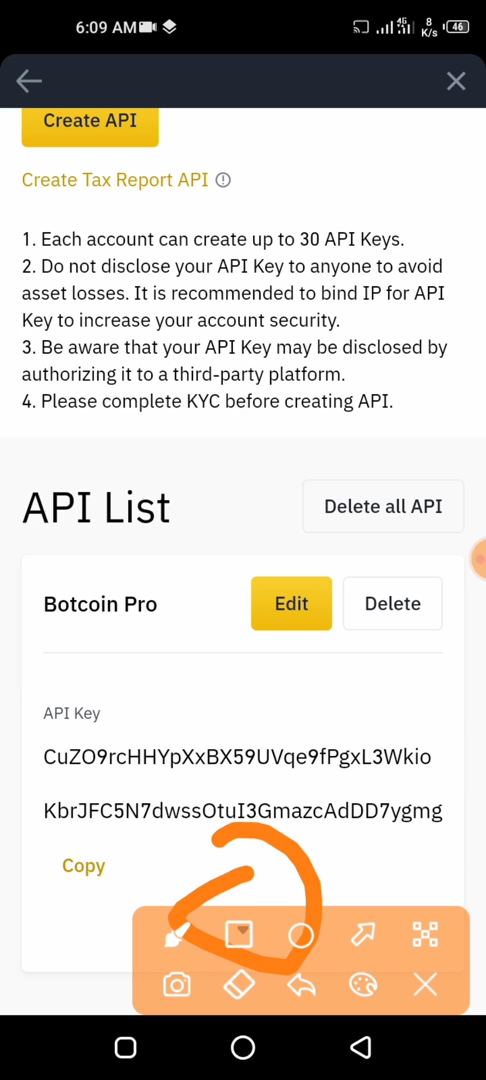 6:09 AM
4G
8
K/s
46
Create API
Create Tax Report API
1. Each account can create up to 30 API Keys.
2. Do not disclose your API Key to anyone to avoid
asset losses. It is recommended to bind IP for API
Key to increase your account security.
3. Be aware that your API Key may be disclosed by
authorizing it to a third-party platform.
4. Please complete KYC before creating API.
API List
Delete all API
Botcoin Pro
Edit
Delete
API Key
CuZO9rcHHYpXxBX59UVqe9fPgxL3Wkio
KbrJFC5N7dwssOtuI3GmazcAdDD7ygmg
Copy